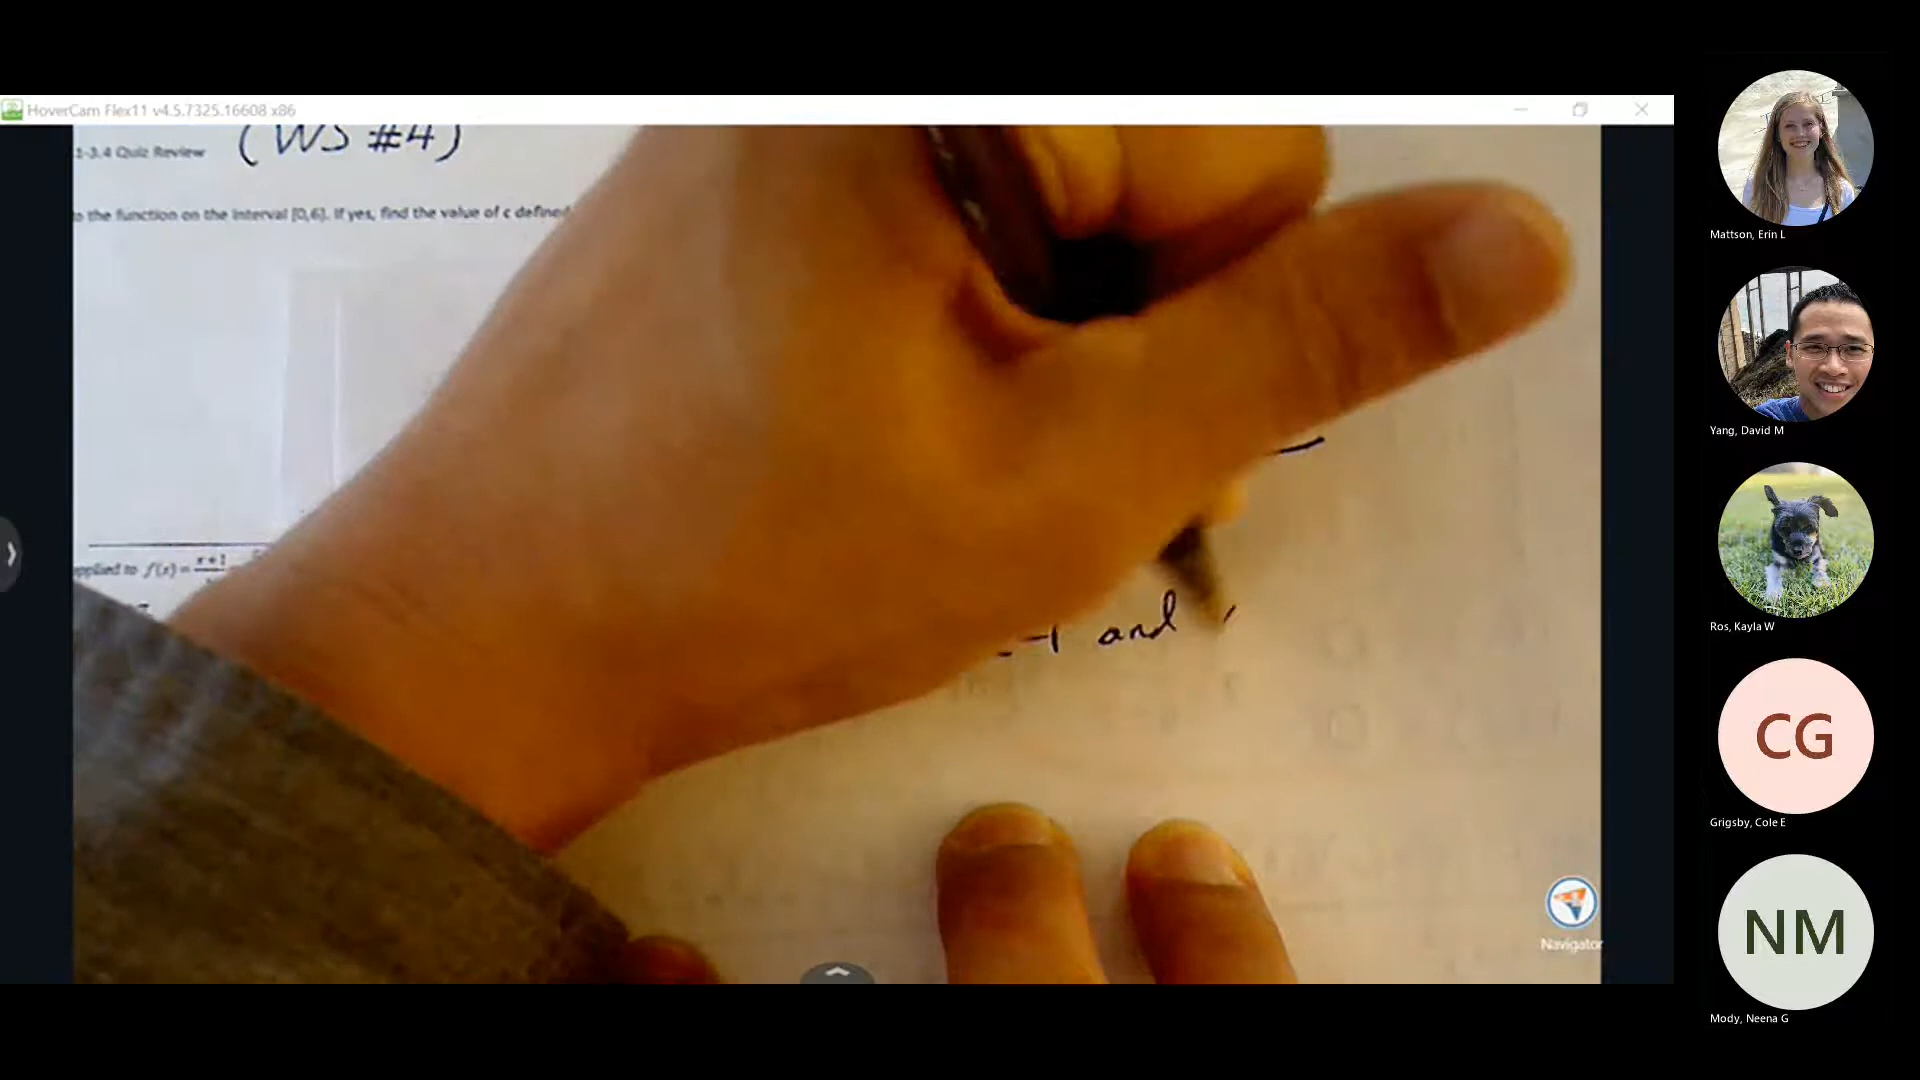 HoverCam Flex11 v4.5.7325.16608 x86
(WS #4)
1-3.4 Quiz Review
the function on the interval [0,6]. If yes, find the value of c defined
applied to f(x) = x+1
-1 and
Navigator
Mattson, Erin L
Yang, David M
Ros, Kayla W
CG
Grigsby, Cole E
NM
Mody, Neena G